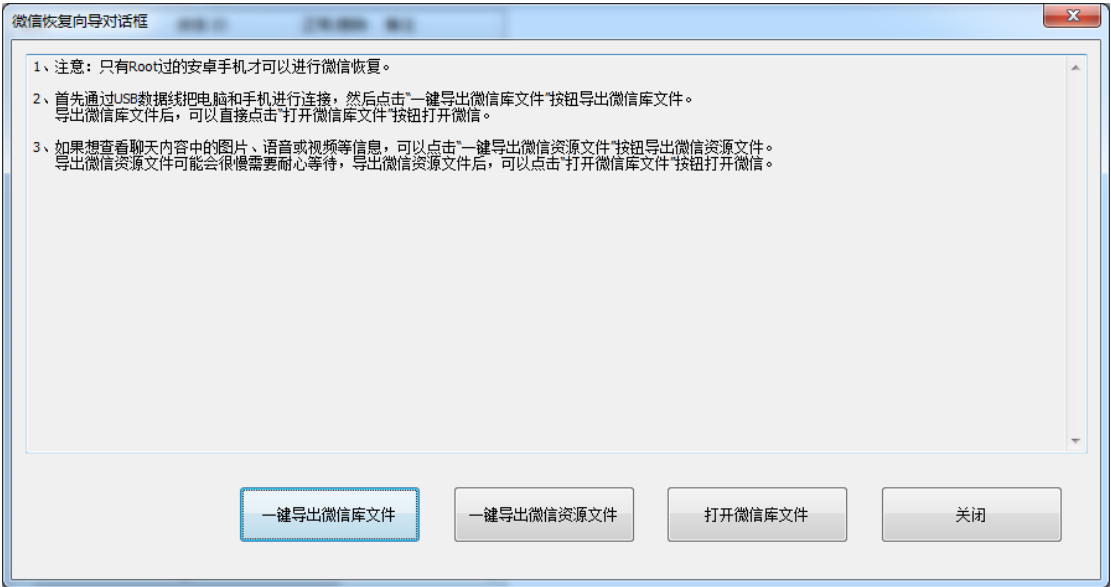 微信恢复向导对话框
1、注意：只有Root过的安卓手机才可以进行微信恢复。
2、首先通过USB数据线把电脑和手机进行连接，然后点击“一键导出微信库文件”按钮导出微信库文件。
导出微信库文件后，可以直接点击“打开微信库文件”按钮打开微信。
3、如果想查看聊天内容中的图片、语音或视频等信息，可以点击“一键导出微信资源文件”按钮导出微信资源文件。
导出微信资源文件可能会很慢需要耐心等待，导出微信资源文件后，可以点击“打开微信库文件”按钮打开微信。
一键导出微信库文件
一键导出微信资源文件
打开微信库文件
关闭